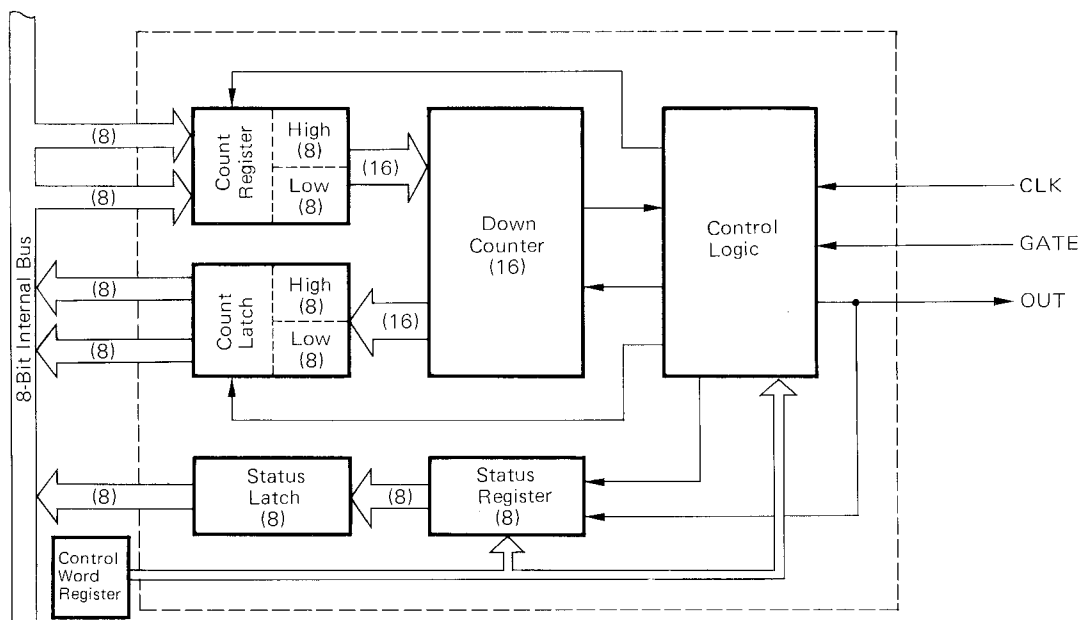 8-Bit Internal Bus
(8)
(8)
Count
Register
High
(8)
Low
(8)
(16)
Down
Counter
(16)
Control
Logic
CLK
GATE
OUT
(8)
(8)
Count
Latch
High
(8)
Low
(8)
(16)
(8)
Status
Latch
(8)
(8)
Status
Register
(8)
Control
Word
Register